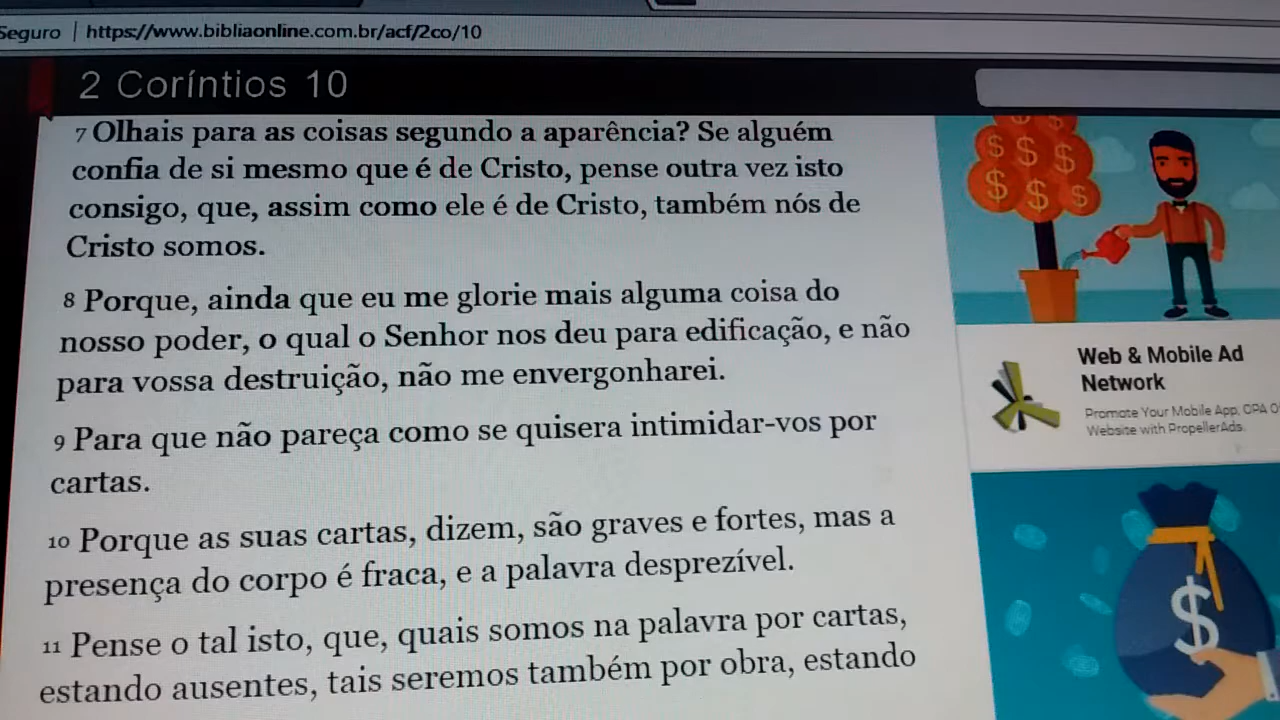 Seguro | https://www.bibliaonline.com.br/acf/2co/10
2 Coríntios 10
7 Olhais para as coisas segundo a aparência? Se alguém
confia de si mesmo que é de Cristo, pense outra vez isto
consigo, que, assim como ele é de Cristo, também nós de
Cristo somos.
8 Porque, ainda que eu me glorie mais alguma coisa do
nosso poder, o qual o Senhor nos deu para edificação, e não
para vossa destruição, não me envergonharei.
9 Para que não pareça como se quisera intimidar-vos por
cartas.
10 Porque as suas cartas, dizem, são graves e fortes, mas a
presença do corpo é fraca, e a palavra desprezível.
11 Pense o tal isto, que, quais somos na palavra por cartas,
estando ausentes, tais seremos também por obra, estando
$ $ $ $ $
Web & Mobile Ad
Network
Promote Your Mobile App, CPA
Website with PropellerAds.
$